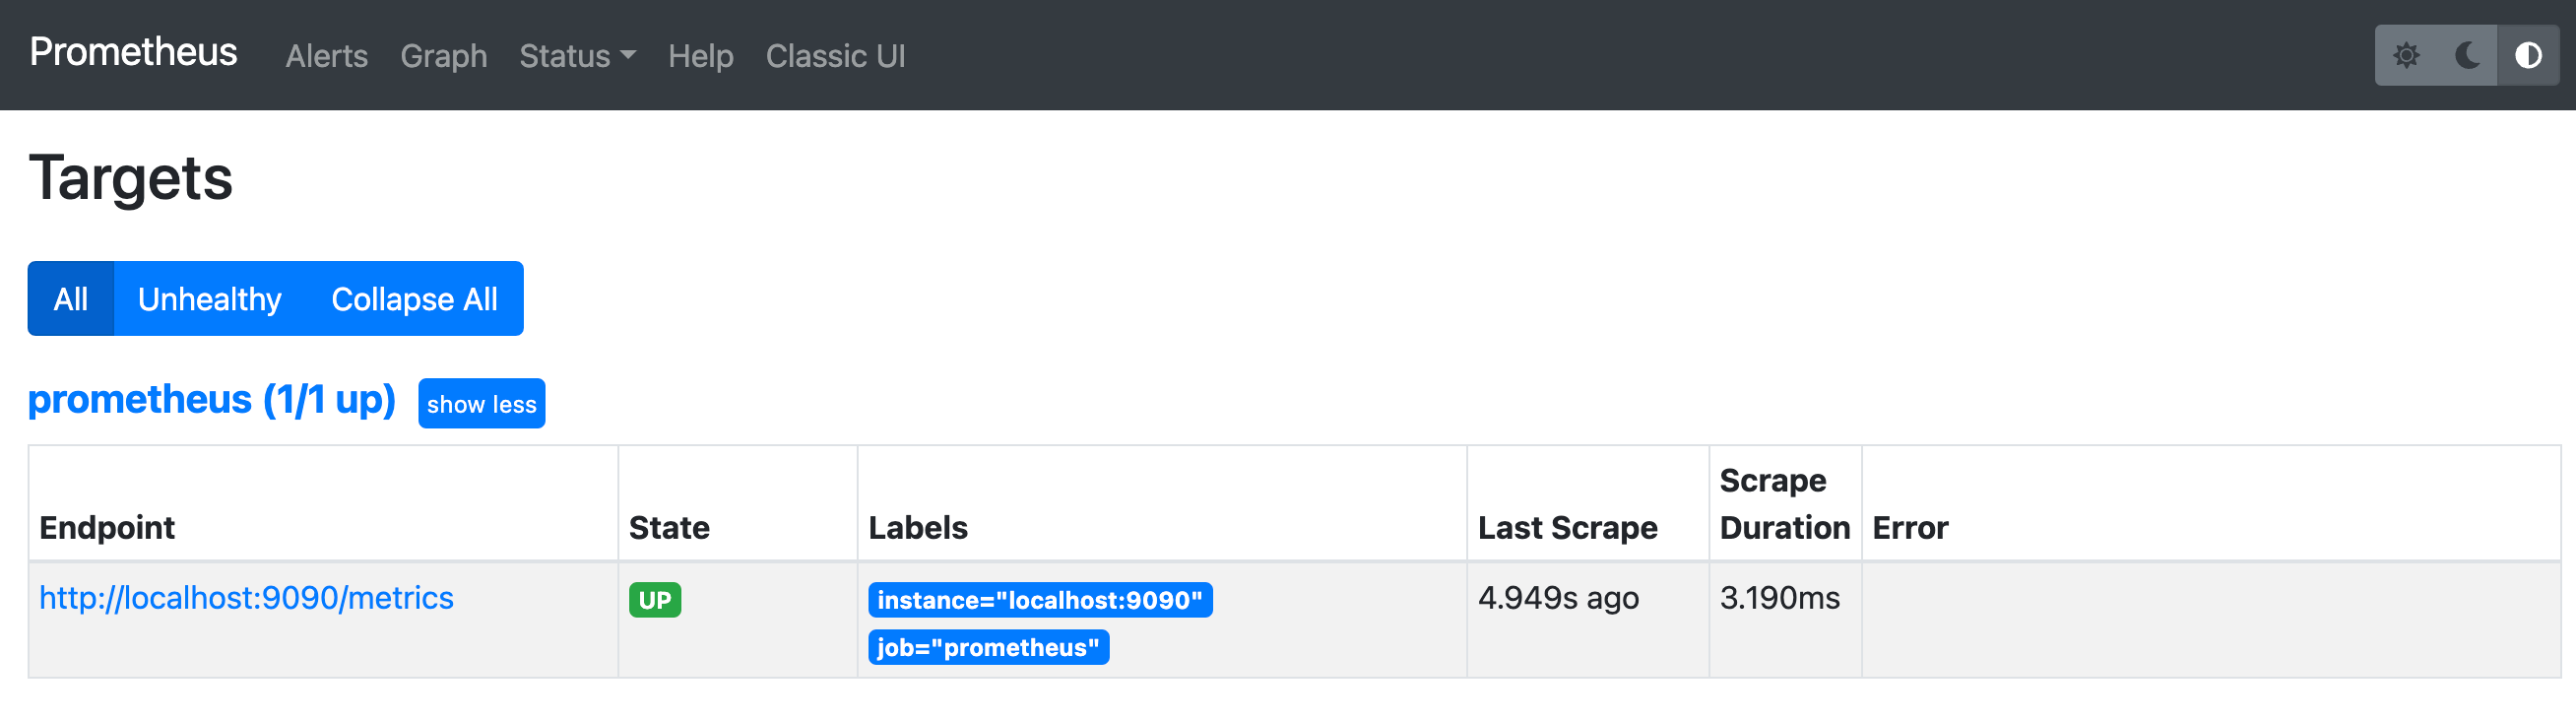 Prometheus Alerts Graph Status Help Classic UI
Targets
All Unhealthy Collapse All
prometheus (1/1 up) show less
Endpoint State Labels Last Scrape Scrape Duration Error
http://localhost:9090/metrics UP instance="localhost:9090" 4.949s ago 3.190ms
job="prometheus"